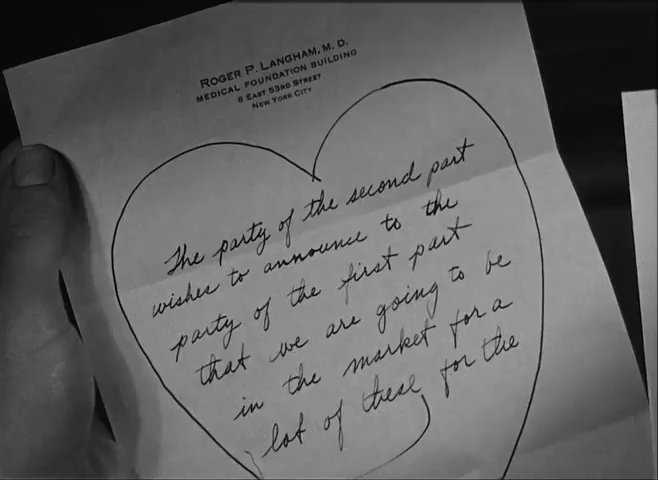 ROGER P. LANGHAM, M. D.
MEDICAL FOUNDATION BUILDING
6 EAST 53RD STREET
NEW YORK CITY
The party of the second part
wishes to announce to the
party of the first part
that we are going to be
in the market for a
lot of these for the